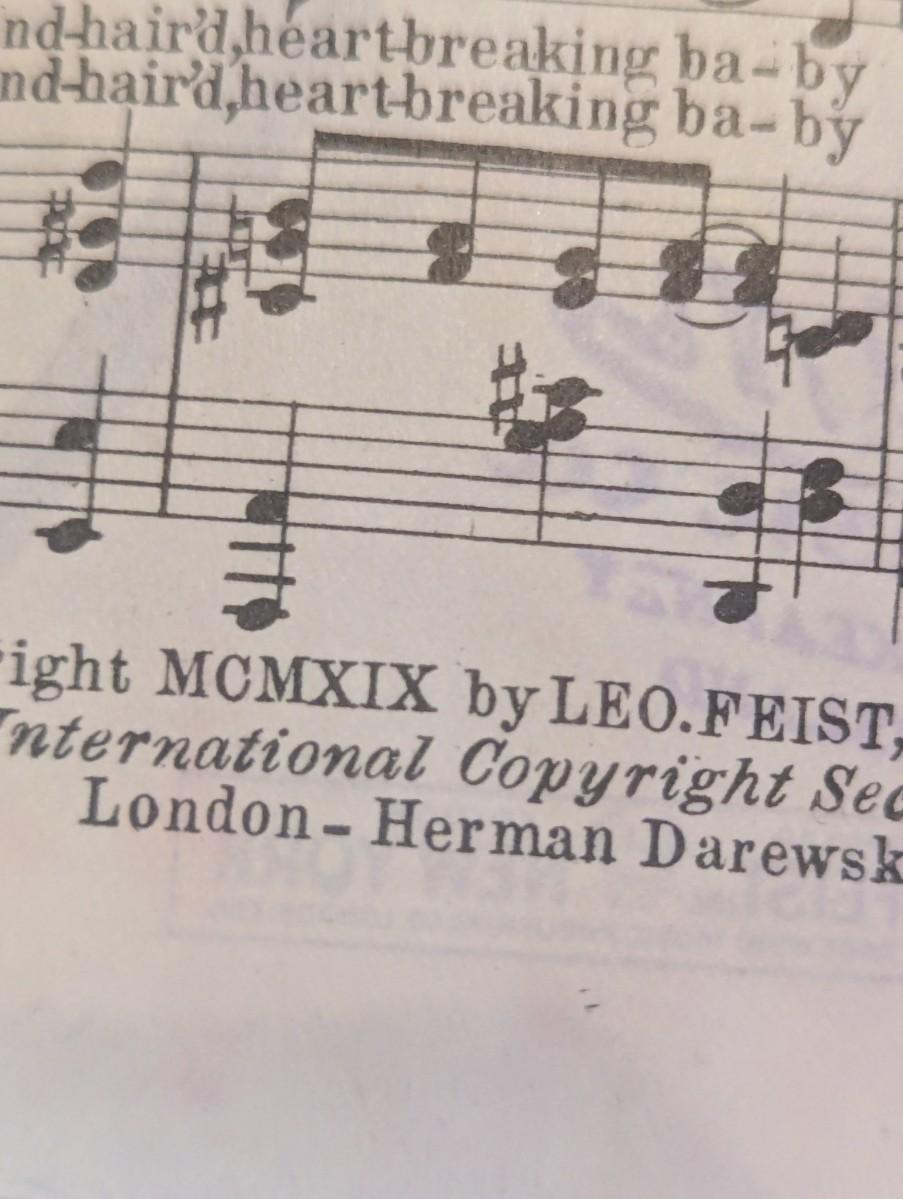 nd-hair'd, heart-breaking ba - by
nd-hair'd, heart-breaking ba - by
ight MCMXIX by LEO. FEIST,
International Copyright Sec
London - Herman Darewsk